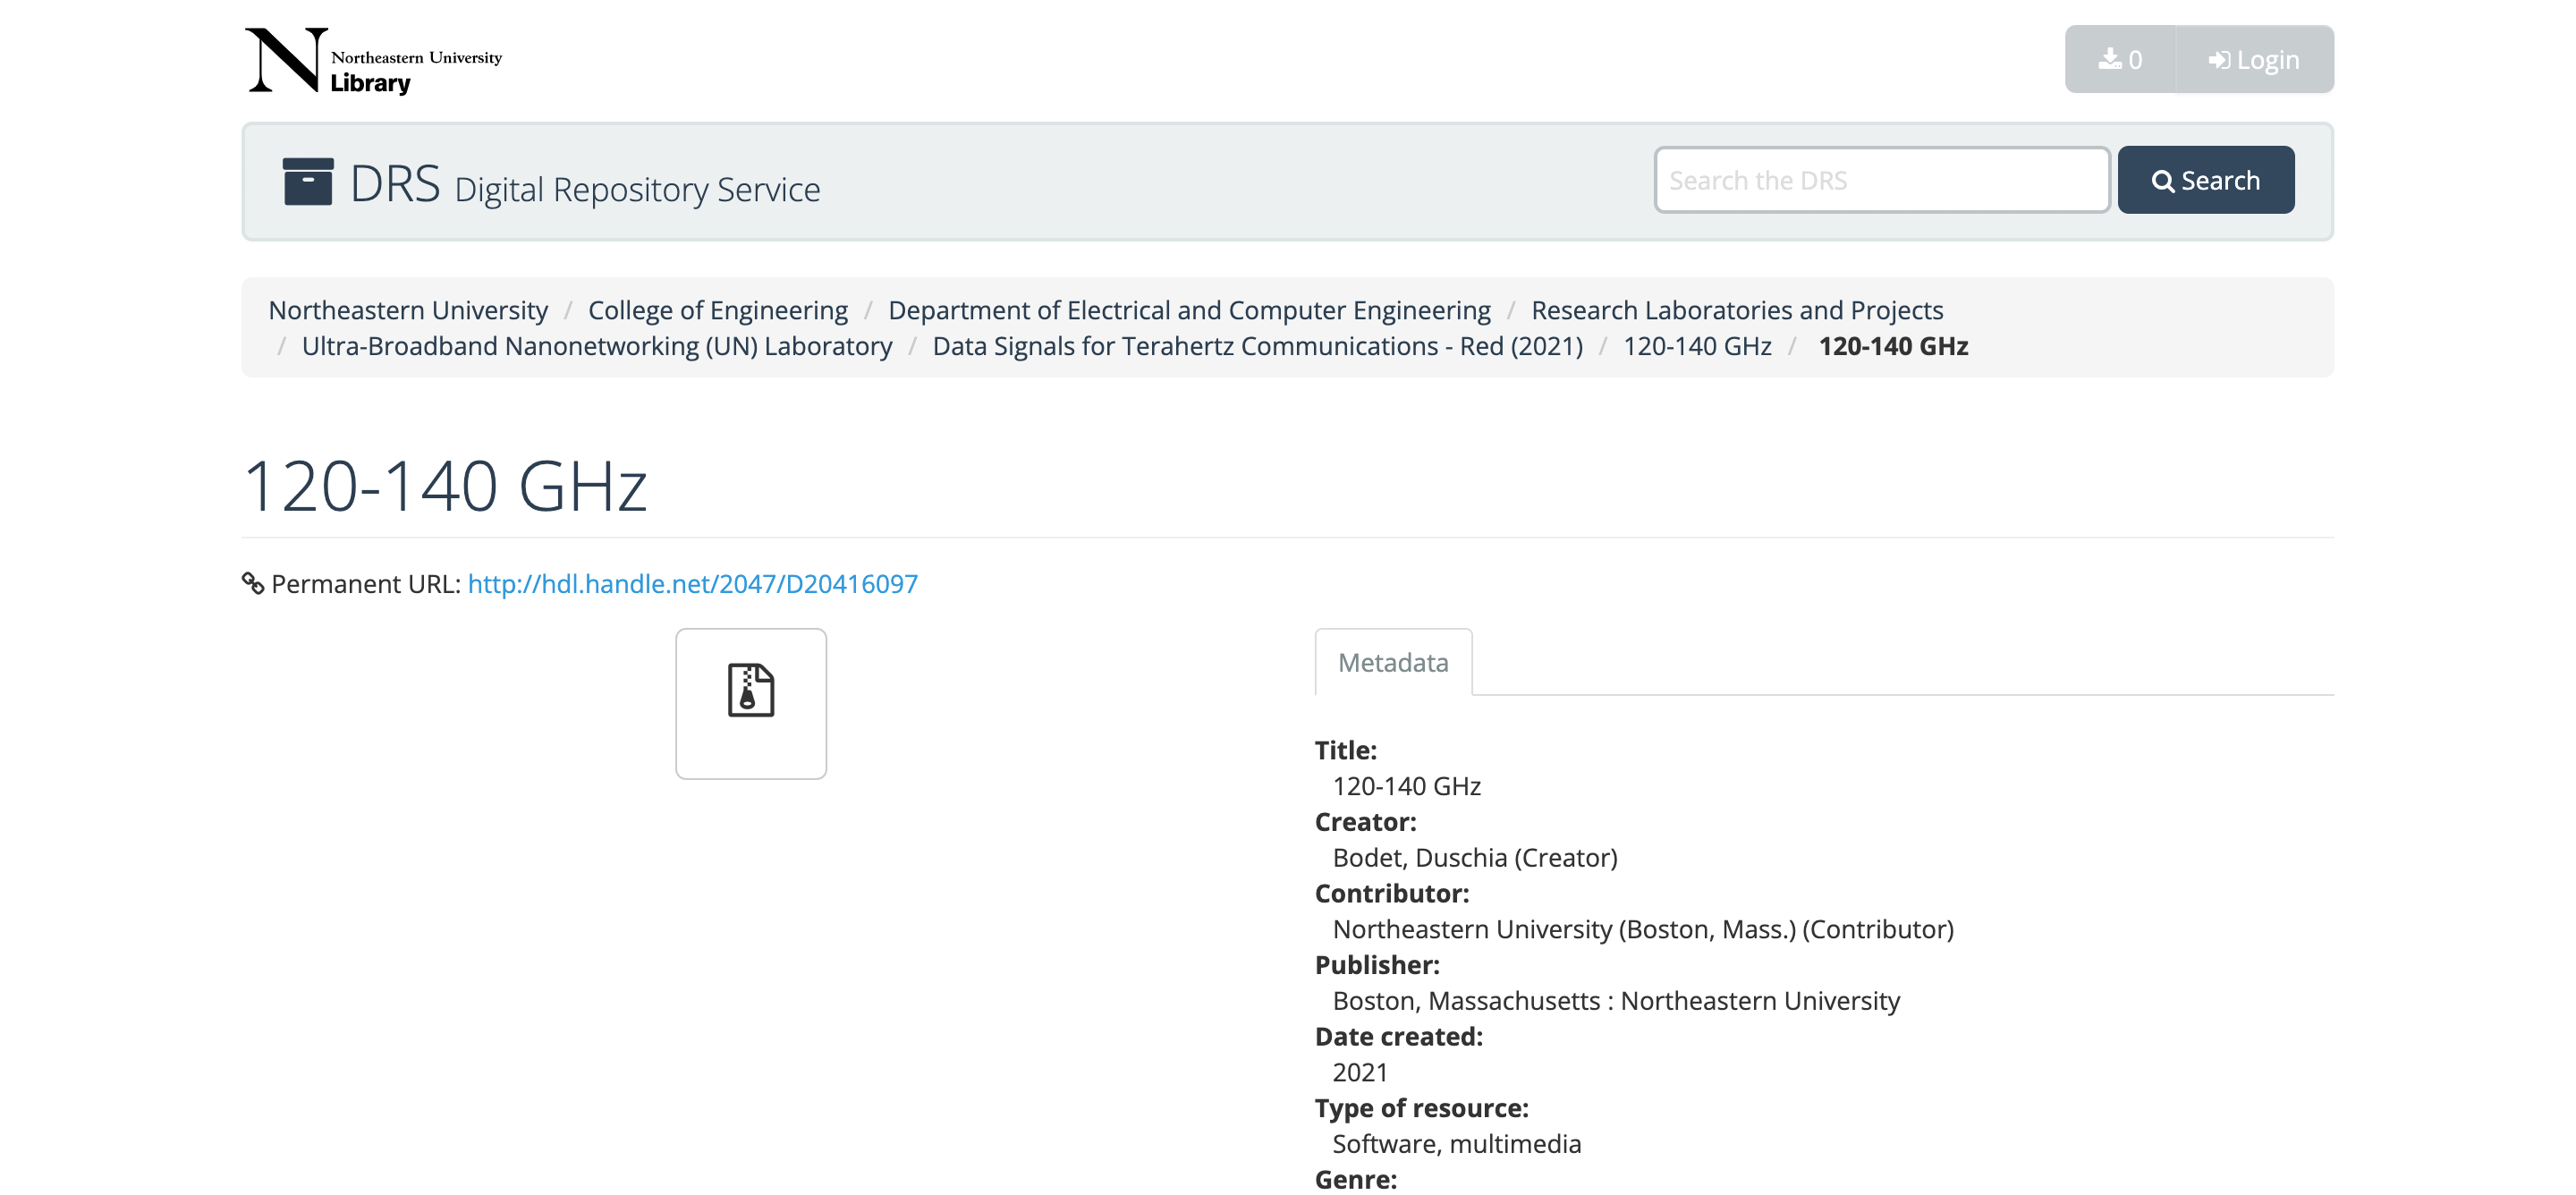 Northeastern University
Library
0
Login
DRS Digital Repository Service
Search the DRS
Search
Northeastern University / College of Engineering / Department of Electrical and Computer Engineering / Research Laboratories and Projects
/ Ultra-Broadband Nanonetworking (UN) Laboratory / Data Signals for Terahertz Communications - Red (2021) / 120-140 GHz / 120-140 GHz
120-140 GHz
Permanent URL: http://hdl.handle.net/2047/D20416097
Metadata
Title:
120-140 GHz
Creator:
Bodet, Duschia (Creator)
Contributor:
Northeastern University (Boston, Mass.) (Contributor)
Publisher:
Boston, Massachusetts : Northeastern University
Date created:
2021
Type of resource:
Software, multimedia
Genre: